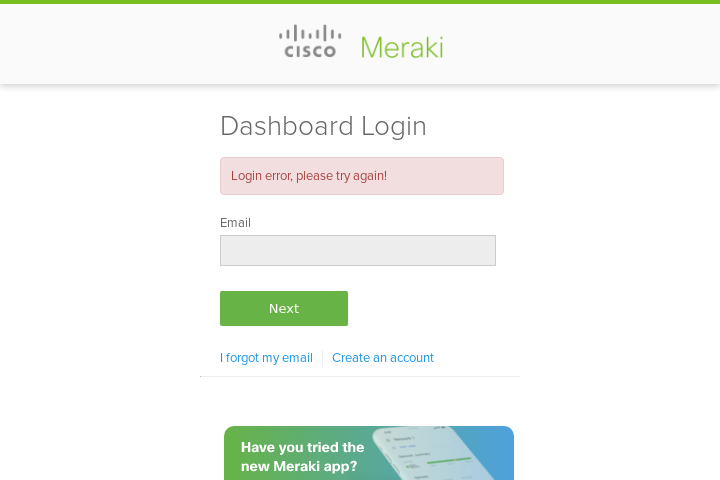 CISCO Meraki
Dashboard Login
Login error, please try again!
Email
Next
I forgot my email
Create an account
Have you tried the
new Meraki app?